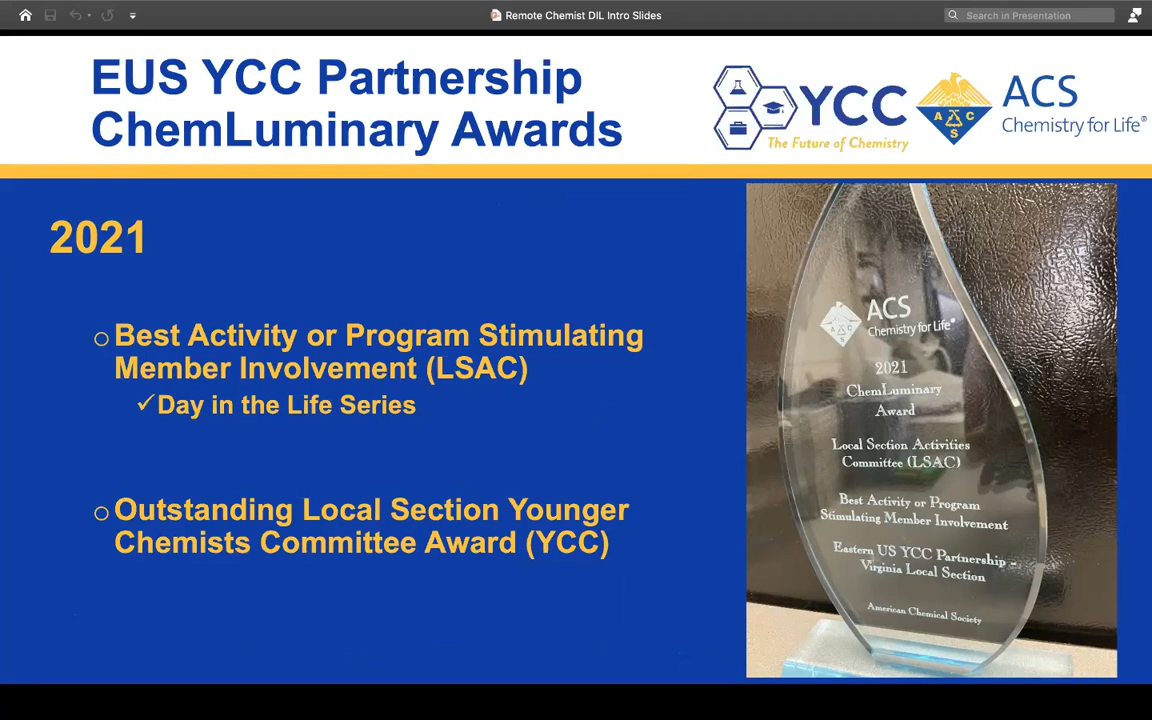 Remote Chemist DIL Intro Slides
Search in Presentation
EUS YCC Partnership
ChemLuminary Awards
YCC
The Future of Chemistry
A C S
ACS
Chemistry for Life®
2021
Best Activity or Program Stimulating
Member Involvement (LSAC)
Day in the Life Series
Outstanding Local Section Younger
Chemists Committee Award (YCC)
A C S
ACS
Chemistry for Life®
2021
ChemLuminary
Award
Local Section Activities
Committee (LSAC)
Best Activity or Program
Stimulating Member Involvement
Eastern US YCC Partnership -
Virginia Local Section
American Chemical Society